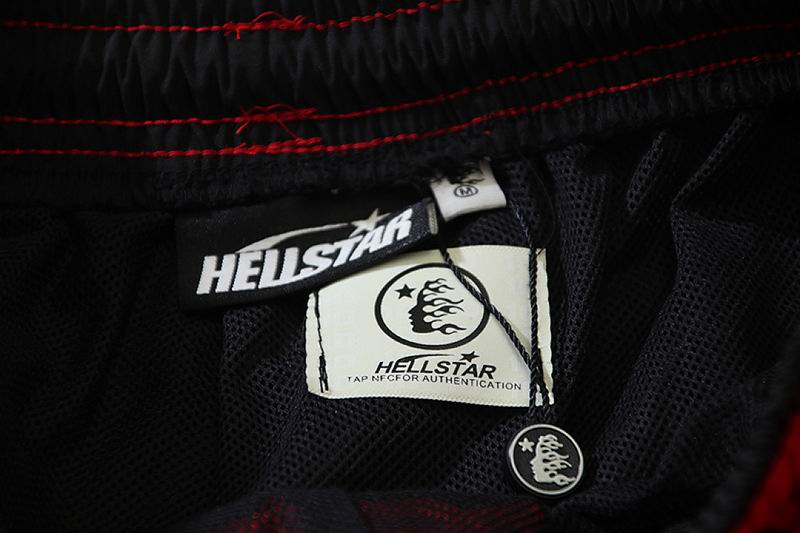 M
HELLSTAR
HELLSTAR
TAP NFCFOR AUTHENTICATION